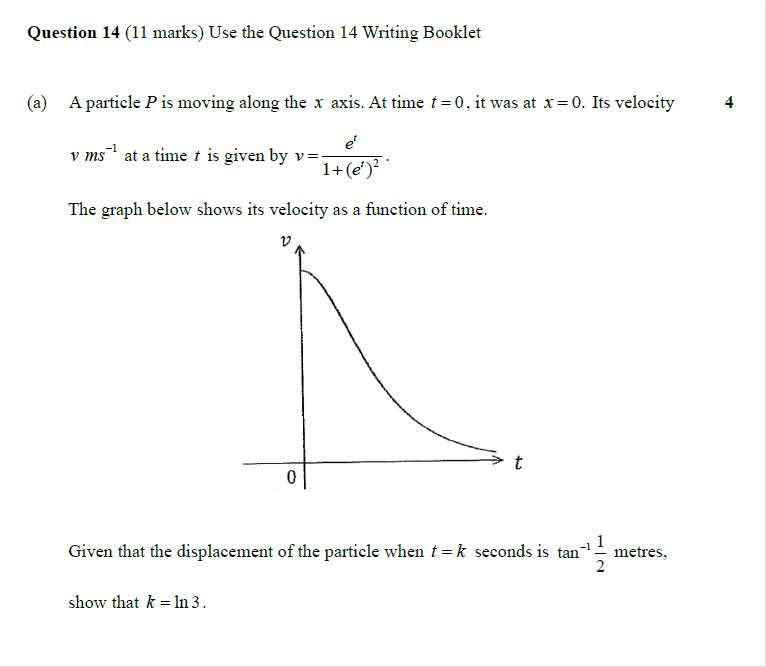 Question 14 (11 marks) Use the Question 14 Writing Booklet
(a) A particle P is moving along the x axis. At time t = 0, it was at x = 0. Its velocity 4
v ms⁻¹ at a time t is given by v = eᵗ / (1+(eᵗ)²).
The graph below shows its velocity as a function of time.
v
t
0
Given that the displacement of the particle when t = k seconds is tan⁻¹ 1/2 metres,
show that k = ln 3.